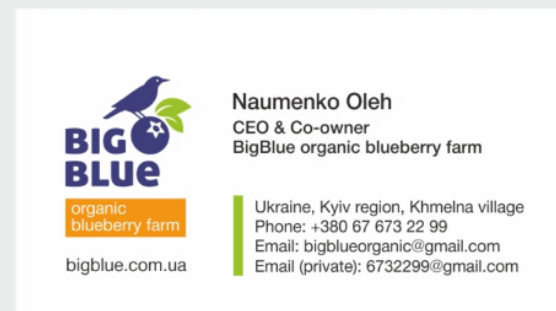 BIG
BLUe
organic
blueberry farm
bigblue.com.ua
Naumenko Oleh
CEO & Co-owner
BigBlue organic blueberry farm
Ukraine, Kyiv region, Khmelna village
Phone: +380 67 673 22 99
Email: bigblueorganic@gmail.com
Email (private): 6732299@gmail.com